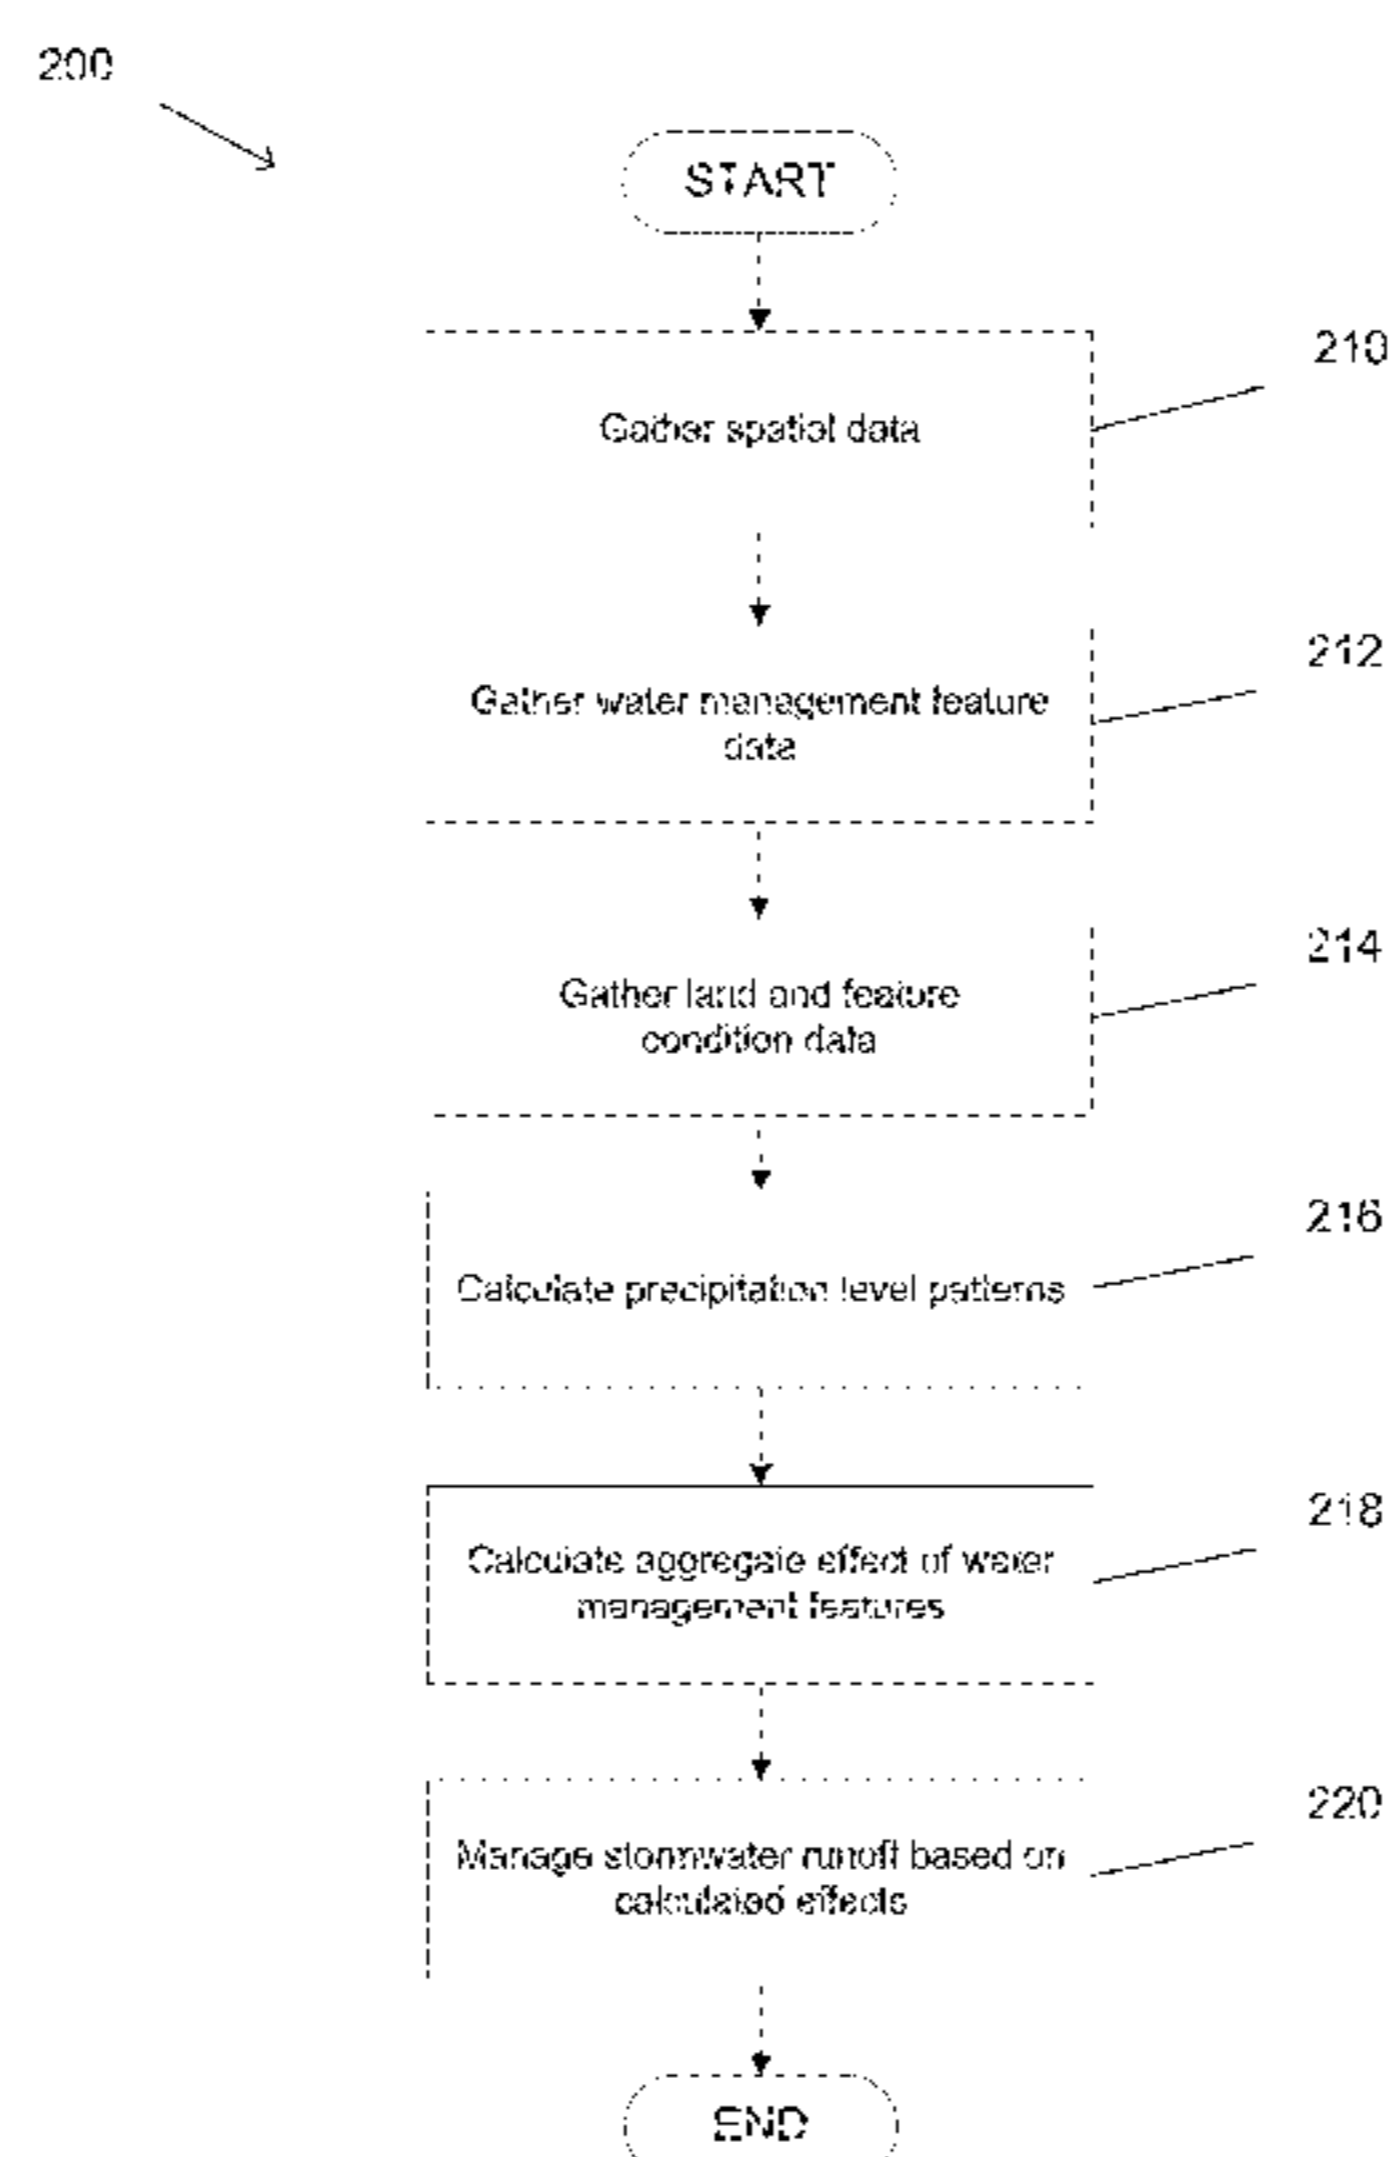 200
START
210
Gather spatial data
212
Gather water management feature
data
214
Gather land and feature
condition data
216
Calculate precipitation level patterns
218
Calculate aggregate effect of water
management features
220
Manage stormwater runoff based on
calculated effects
END